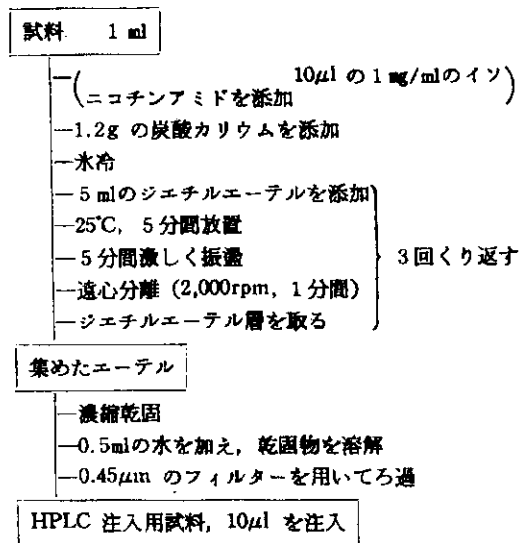 試料 1 ml
10μl の 1 mg/mlのイソ
ニコチンアミドを添加
1.2g の炭酸カリウムを添加
氷冷
5 mlのジエチルエーテルを添加
25℃, 5 分間放置
5 分間激しく振盪
3 回くり返す
遠心分離 (2,000rpm, 1 分間)
ジエチルエーテル層を取る
集めたエーテル
濃縮乾固
0.5mlの水を加え, 乾固物を溶解
0.45μm のフィルターを用いてろ過
HPLC 注入用試料, 10μl を注入